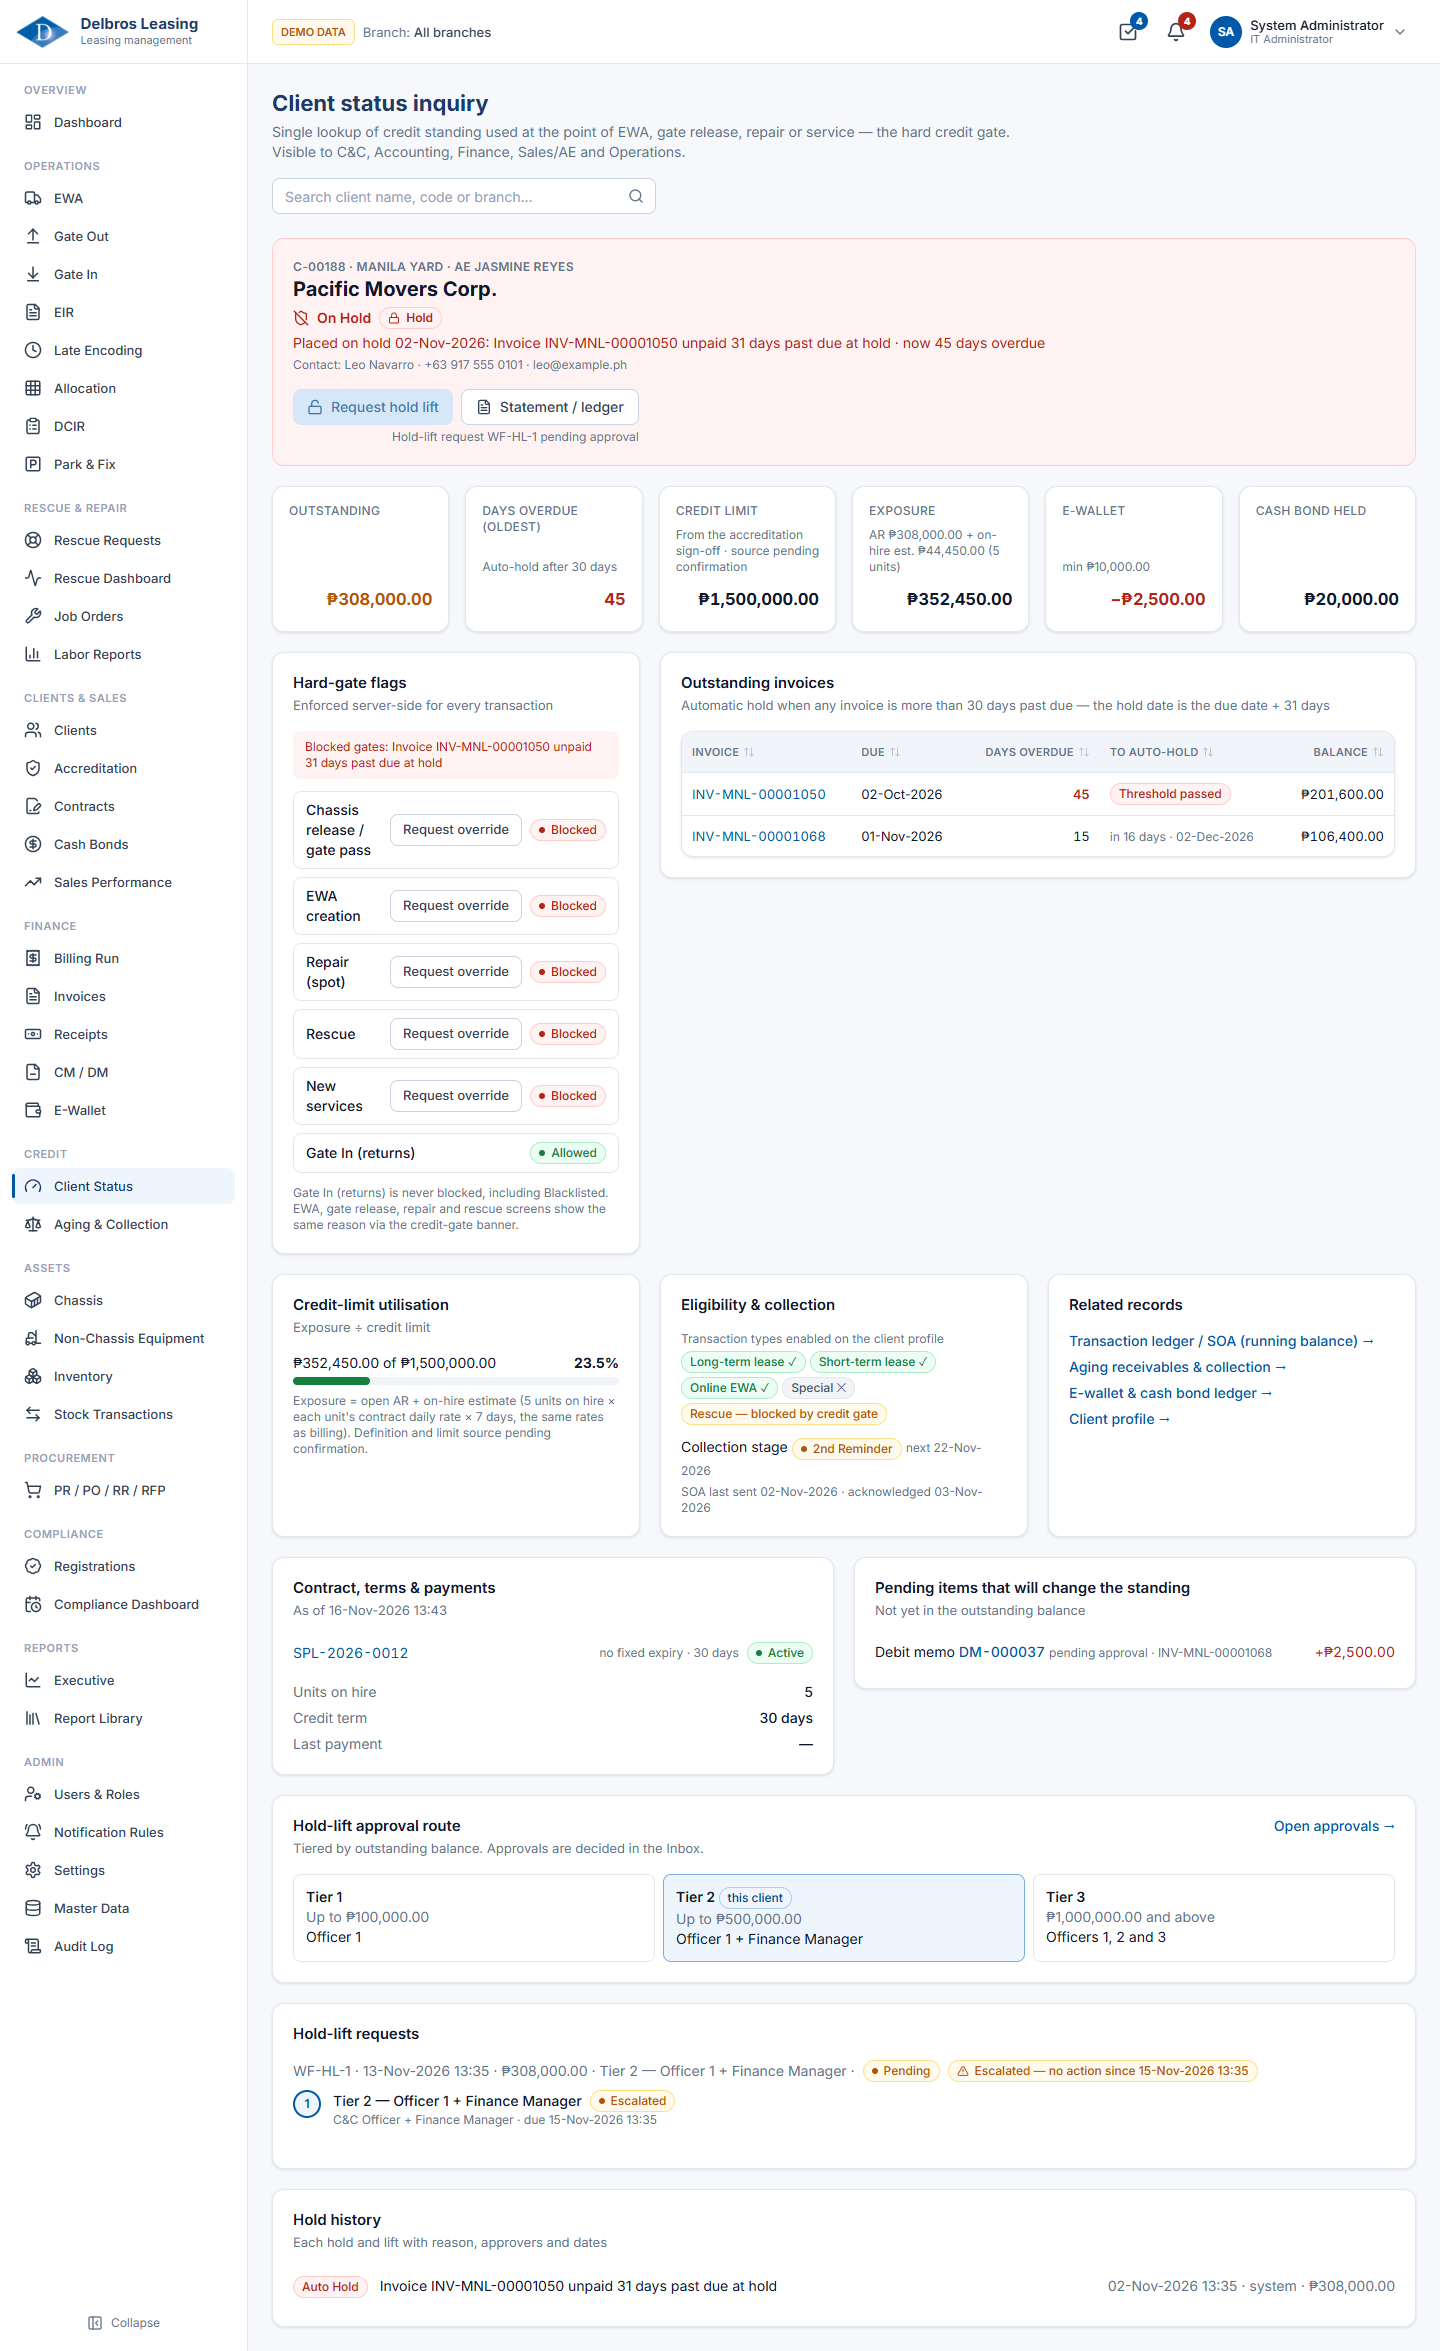 Delbros Leasing
Leasing management
DEMO DATA
Branch: All branches
4
4
SA
System Administrator
IT Administrator
OVERVIEW
Dashboard
OPERATIONS
EWA
Gate Out
Gate In
EIR
Late Encoding
Allocation
DCIR
Park & Fix
RESCUE & REPAIR
Rescue Requests
Rescue Dashboard
Job Orders
Labor Reports
CLIENTS & SALES
Clients
Accreditation
Contracts
Cash Bonds
Sales Performance
FINANCE
Billing Run
Invoices
Receipts
CM / DM
E-Wallet
CREDIT
Client Status
Aging & Collection
ASSETS
Chassis
Non-Chassis Equipment
Inventory
Stock Transactions
PROCUREMENT
PR / PO / RR / RFP
COMPLIANCE
Registrations
Compliance Dashboard
REPORTS
Executive
Report Library
ADMIN
Users & Roles
Notification Rules
Settings
Master Data
Audit Log
Collapse
Client status inquiry
Single lookup of credit standing used at the point of EWA, gate release, repair or service — the hard credit gate.
Visible to C&C, Accounting, Finance, Sales/AE and Operations.
Search client name, code or branch...
C-00188 · MANILA YARD · AE JASMINE REYES
Pacific Movers Corp.
On Hold Hold
Placed on hold 02-Nov-2026: Invoice INV-MNL-00001050 unpaid 31 days past due at hold · now 45 days overdue
Contact: Leo Navarro · +63 917 555 0101 · leo@example.ph
Request hold lift
Statement / ledger
Hold-lift request WF-HL-1 pending approval
OUTSTANDING
₱308,000.00
DAYS OVERDUE
(OLDEST)
Auto-hold after 30 days
45
CREDIT LIMIT
From the accreditation
sign-off · source pending
confirmation
₱1,500,000.00
EXPOSURE
AR ₱308,000.00 + on-
hire est. ₱44,450.00 (5
units)
₱352,450.00
E-WALLET
min ₱10,000.00
−₱2,500.00
CASH BOND HELD
₱20,000.00
Hard-gate flags
Enforced server-side for every transaction
Blocked gates: Invoice INV-MNL-00001050 unpaid
31 days past due at hold
Chassis
release /
gate pass
Request override
Blocked
EWA
creation
Request override
Blocked
Repair
(spot)
Request override
Blocked
Rescue
Request override
Blocked
New
services
Request override
Blocked
Gate In (returns)
Allowed
Gate In (returns) is never blocked, including Blacklisted.
EWA, gate release, repair and rescue screens show the
same reason via the credit-gate banner.
Outstanding invoices
Automatic hold when any invoice is more than 30 days past due — the hold date is the due date + 31 days
INVOICE DUE DAYS OVERDUE TO AUTO-HOLD BALANCE
INV-MNL-00001050 02-Oct-2026 45 Threshold passed ₱201,600.00
INV-MNL-00001068 01-Nov-2026 15 in 16 days · 02-Dec-2026 ₱106,400.00
Credit-limit utilisation
Exposure ÷ credit limit
₱352,450.00 of ₱1,500,000.00 23.5%
Exposure = open AR + on-hire estimate (5 units on hire ×
each unit's contract daily rate × 7 days, the same rates
as billing). Definition and limit source pending
confirmation.
Eligibility & collection
Transaction types enabled on the client profile
Long-term lease ✓ Short-term lease ✓
Online EWA ✓ Special ✕
Rescue — blocked by credit gate
Collection stage 2nd Reminder next 22-Nov-
2026
SOA last sent 02-Nov-2026 · acknowledged 03-Nov-
2026
Related records
Transaction ledger / SOA (running balance) →
Aging receivables & collection →
E-wallet & cash bond ledger →
Client profile →
Contract, terms & payments
As of 16-Nov-2026 13:43
SPL-2026-0012 no fixed expiry · 30 days Active
Units on hire 5
Credit term 30 days
Last payment —
Pending items that will change the standing
Not yet in the outstanding balance
Debit memo DM-000037 pending approval · INV-MNL-00001068 +₱2,500.00
Hold-lift approval route
Open approvals →
Tiered by outstanding balance. Approvals are decided in the Inbox.
Tier 1
Up to ₱100,000.00
Officer 1
Tier 2 this client
Up to ₱500,000.00
Officer 1 + Finance Manager
Tier 3
₱1,000,000.00 and above
Officers 1, 2 and 3
Hold-lift requests
WF-HL-1 · 13-Nov-2026 13:35 · ₱308,000.00 · Tier 2 — Officer 1 + Finance Manager · Pending Escalated — no action since 15-Nov-2026 13:35
1 Tier 2 — Officer 1 + Finance Manager Escalated
C&C Officer + Finance Manager · due 15-Nov-2026 13:35
Hold history
Each hold and lift with reason, approvers and dates
Auto Hold Invoice INV-MNL-00001050 unpaid 31 days past due at hold 02-Nov-2026 13:35 · system · ₱308,000.00